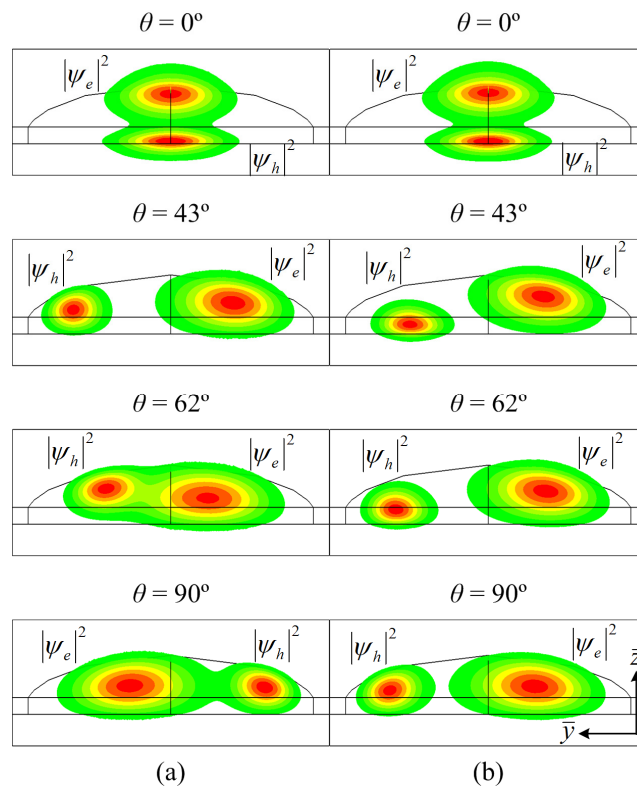 θ = 0º θ = 0º
|ψe|² |ψe|²
|ψh|² |ψh|²
θ = 43º θ = 43º
|ψh|² |ψe|² |ψh|² |ψe|²
θ = 62º θ = 62º
|ψh|² |ψe|² |ψh|² |ψe|²
θ = 90º θ = 90º
|ψe|² |ψh|² |ψh|² |ψe|²
z̅
y̅
(a) (b)